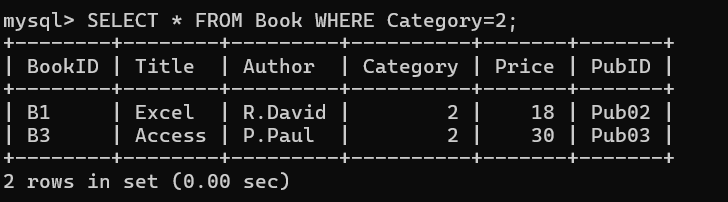 mysql> SELECT * FROM Book WHERE Category=2;
+--------+--------+---------+----------+-------+-------+
| BookID | Title  | Author  | Category | Price | PubID |
+--------+--------+---------+----------+-------+-------+
| B1     | Excel  | R.David |        2 |    18 | Pub02 |
| B3     | Access | P.Paul  |        2 |    30 | Pub03 |
+--------+--------+---------+----------+-------+-------+
2 rows in set (0.00 sec)